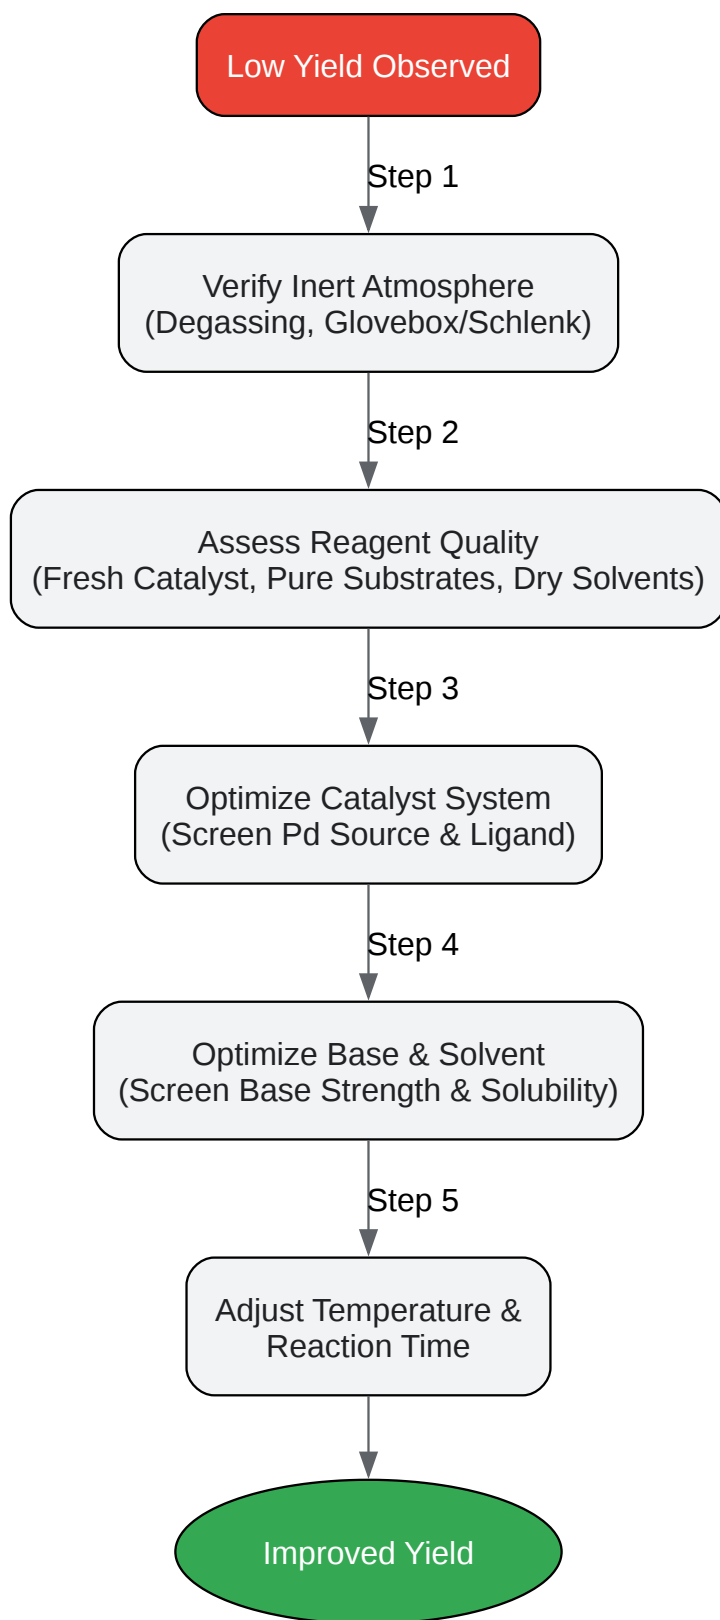 Low Yield Observed
Step 1
Verify Inert Atmosphere
(Degassing, Glovebox/Schlenk)
Step 2
Assess Reagent Quality
(Fresh Catalyst, Pure Substrates, Dry Solvents)
Step 3
Optimize Catalyst System
(Screen Pd Source & Ligand)
Step 4
Optimize Base & Solvent
(Screen Base Strength & Solubility)
Step 5
Adjust Temperature &
Reaction Time
Improved Yield